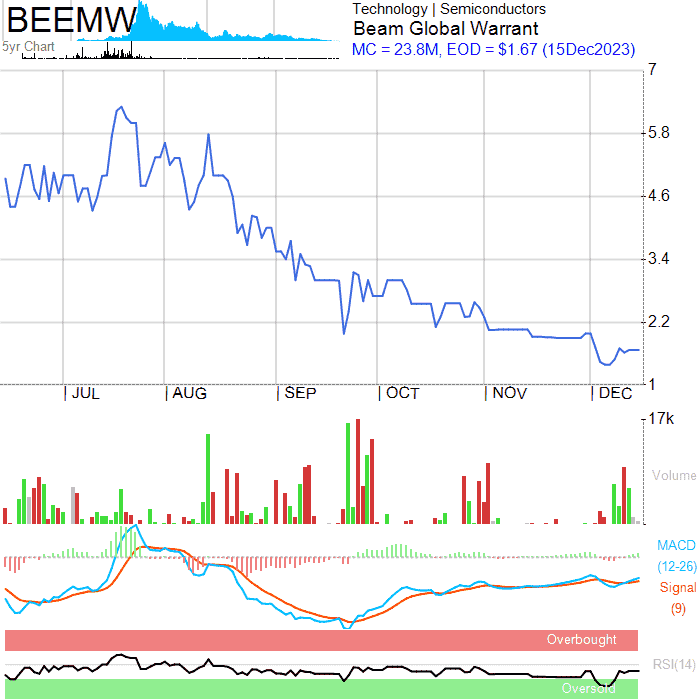 BEEMW
5yr Chart
Technology | Semiconductors
Beam Global Warrant
MC = 23.8M, EOD = $1.67 (15Dec2023)
7
5.8
4.6
3.4
2.2
1
| JUL | AUG | SEP | OCT | NOV | DEC
17k
Volume
MACD
(12-26)
Signal
(9)
Overbought
RSI(14)
Oversold